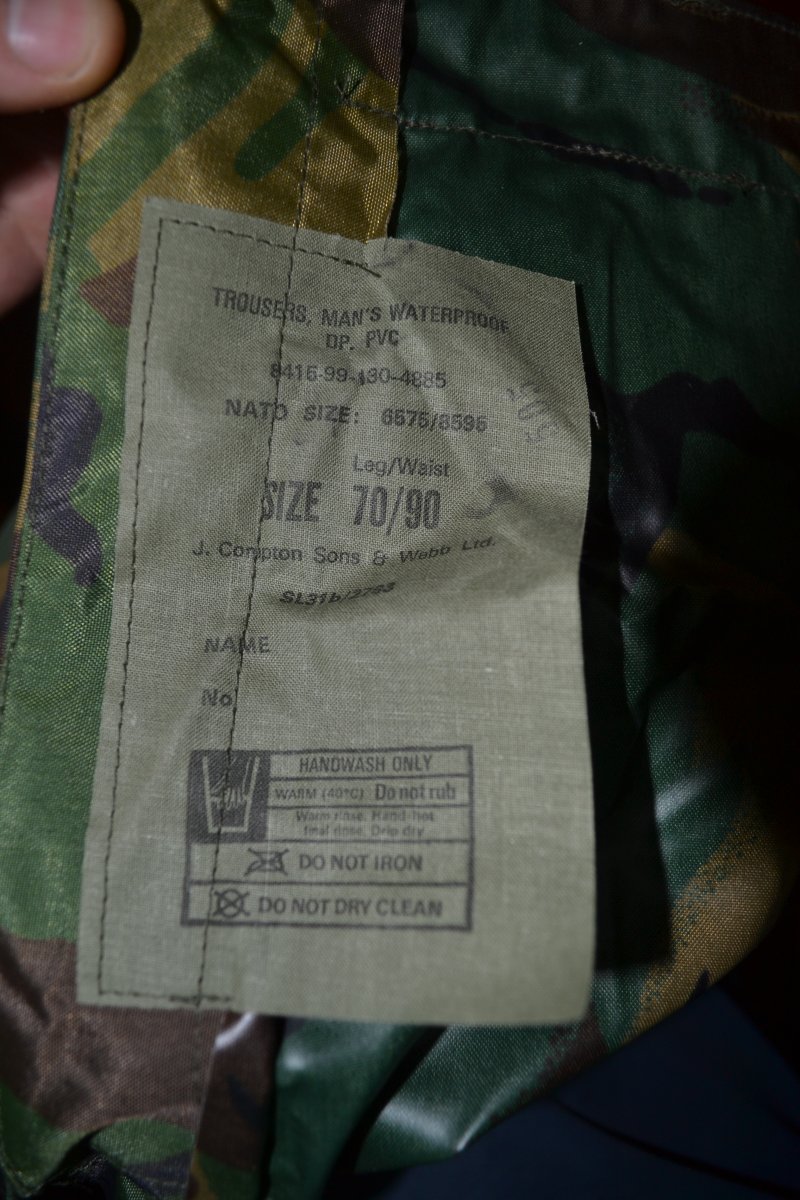 TROUSERS, MAN'S WATERPROOF
DP. PVC
8415-99-130-4885
NATO SIZE: 6575/8595
Leg/Waist
SIZE 70/90
J. Compton Sons & Webb Ltd.
SL31b/2793
NAME
No
HANDWASH ONLY
WARM (40°C) Do not rub
Warm rinse. Hand-hot
final rinse. Drip dry
DO NOT IRON
DO NOT DRY CLEAN